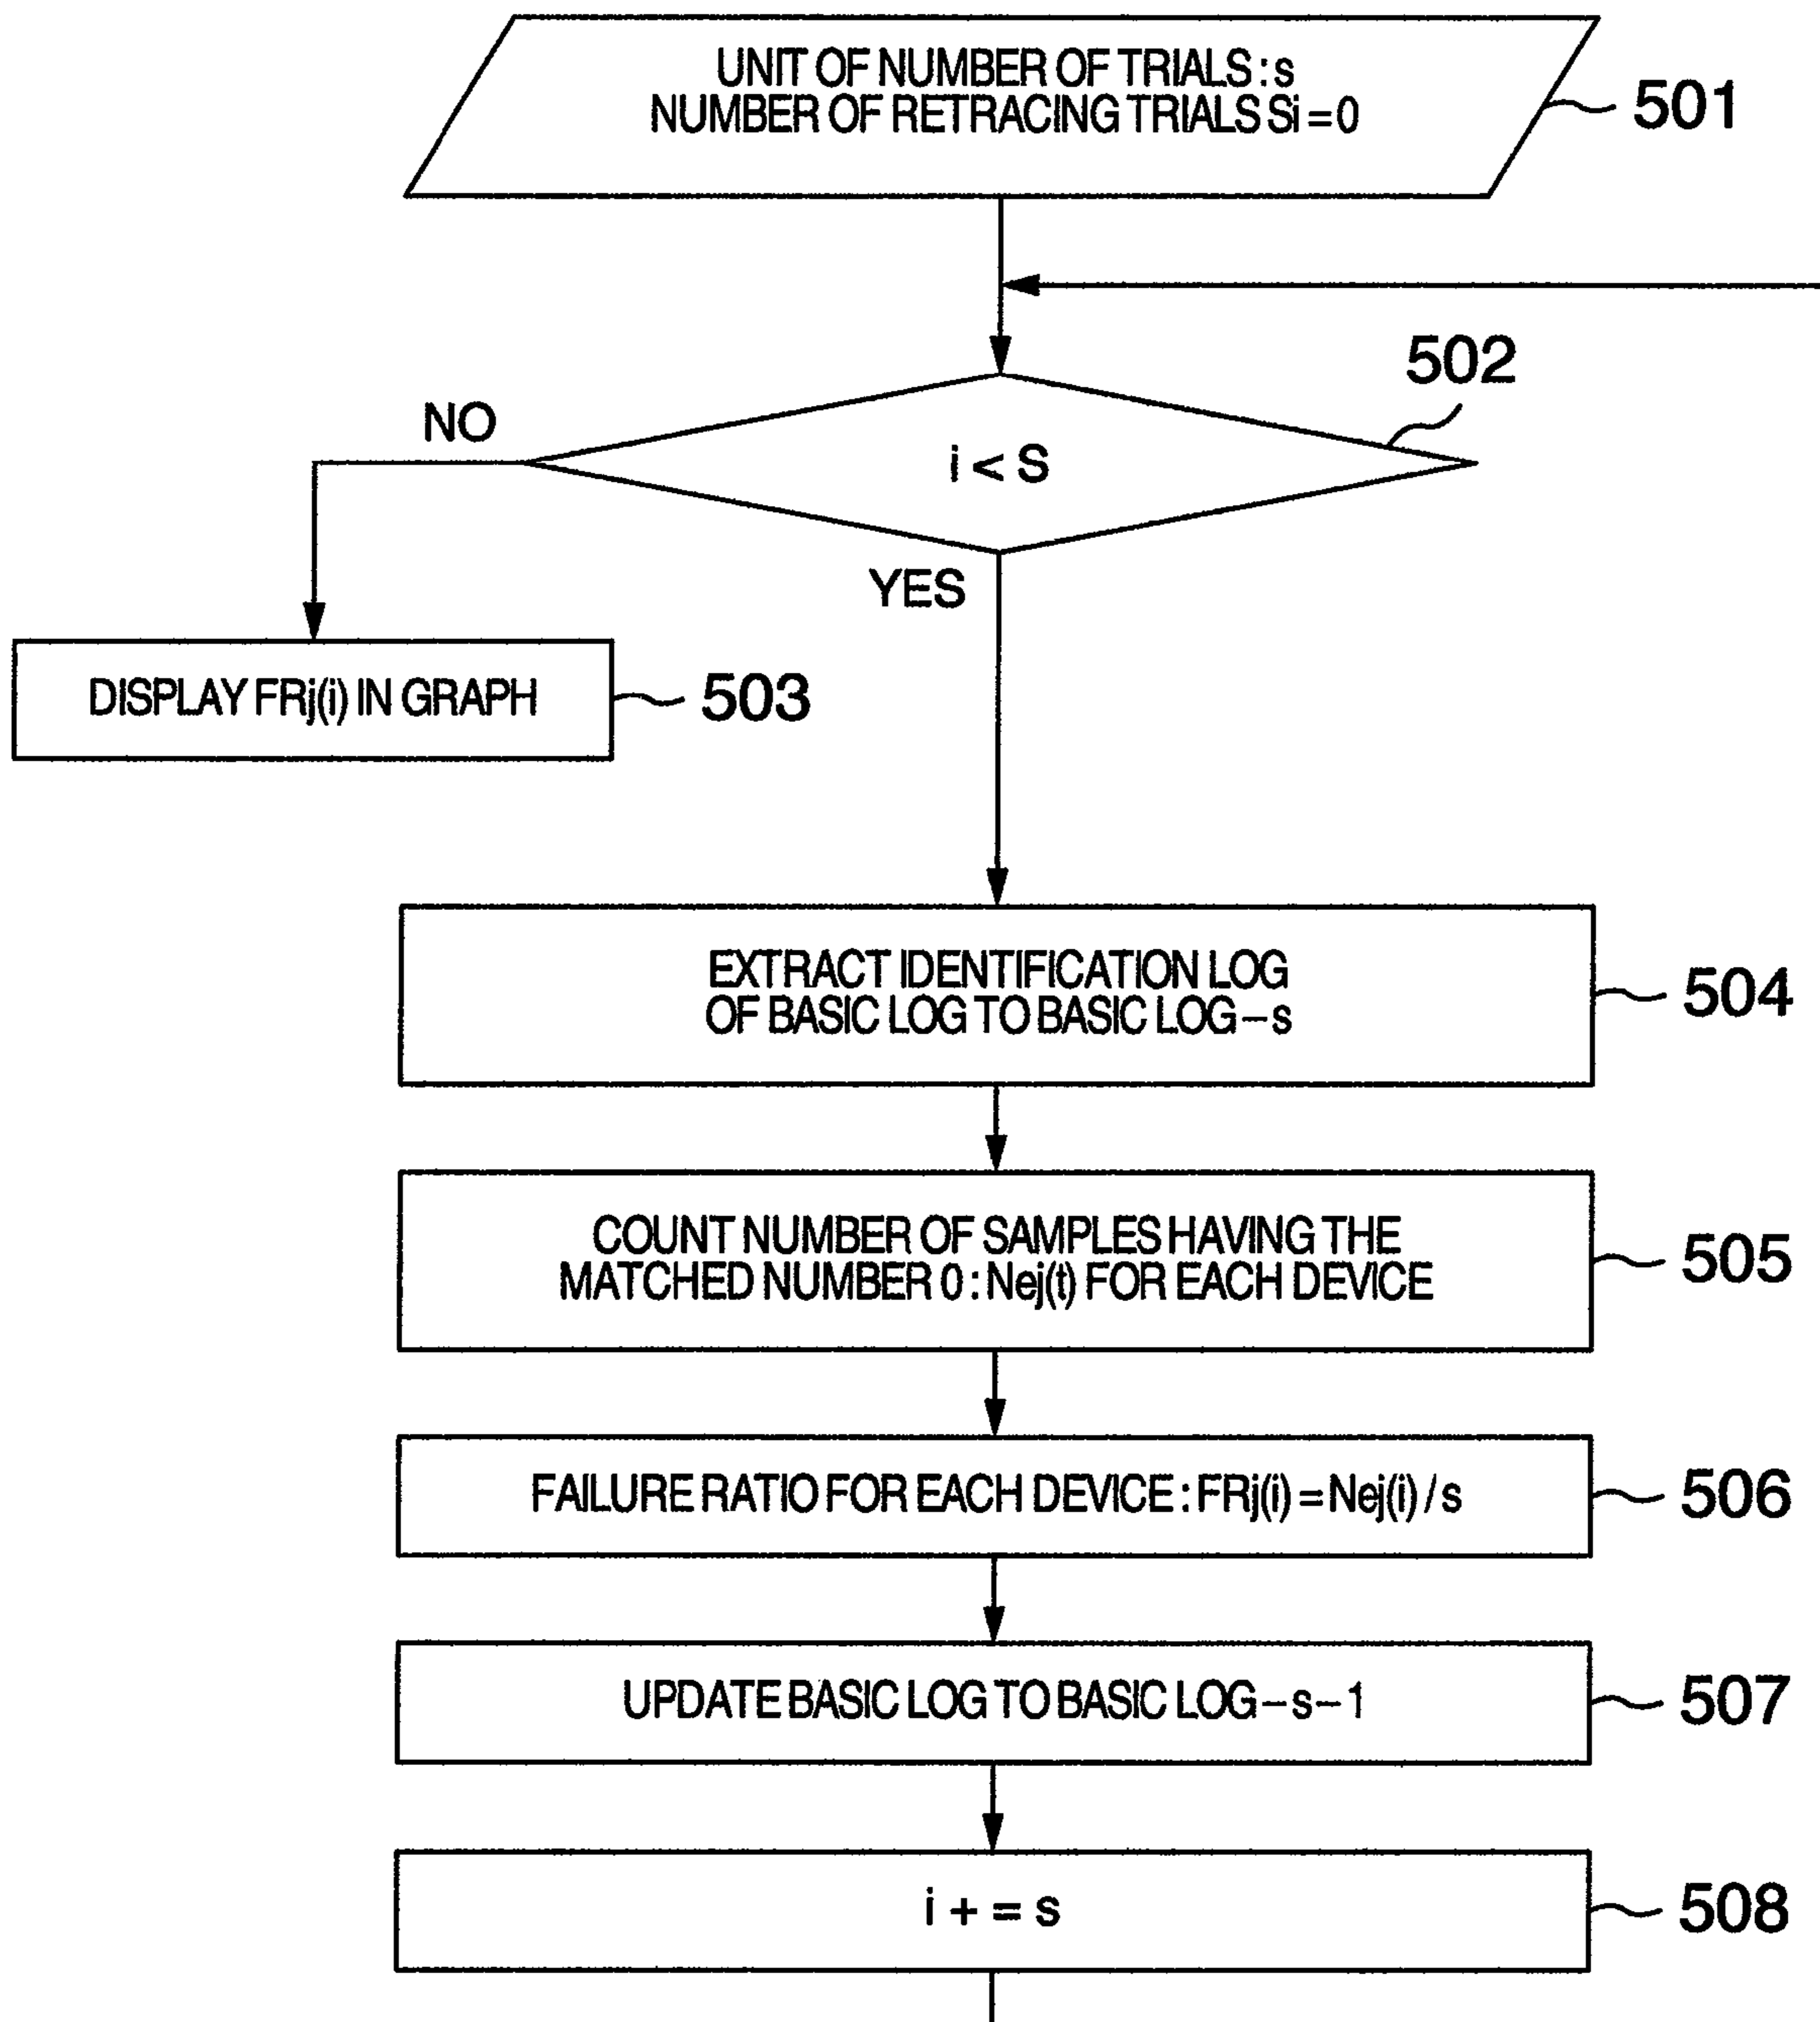 UNIT OF NUMBER OF TRIALS : s
NUMBER OF RETRACING TRIALS Si = 0
501
502
NO
i < S
YES
DISPLAY FRj(i) IN GRAPH
503
EXTRACT IDENTIFICATION LOG
OF BASIC LOG TO BASIC LOG – s
504
COUNT NUMBER OF SAMPLES HAVING THE
MATCHED NUMBER 0 : Nej(t) FOR EACH DEVICE
505
FAILURE RATIO FOR EACH DEVICE : FRj(i) = Nej(i) / s
506
UPDATE BASIC LOG TO BASIC LOG – s – 1
507
i + = s
508